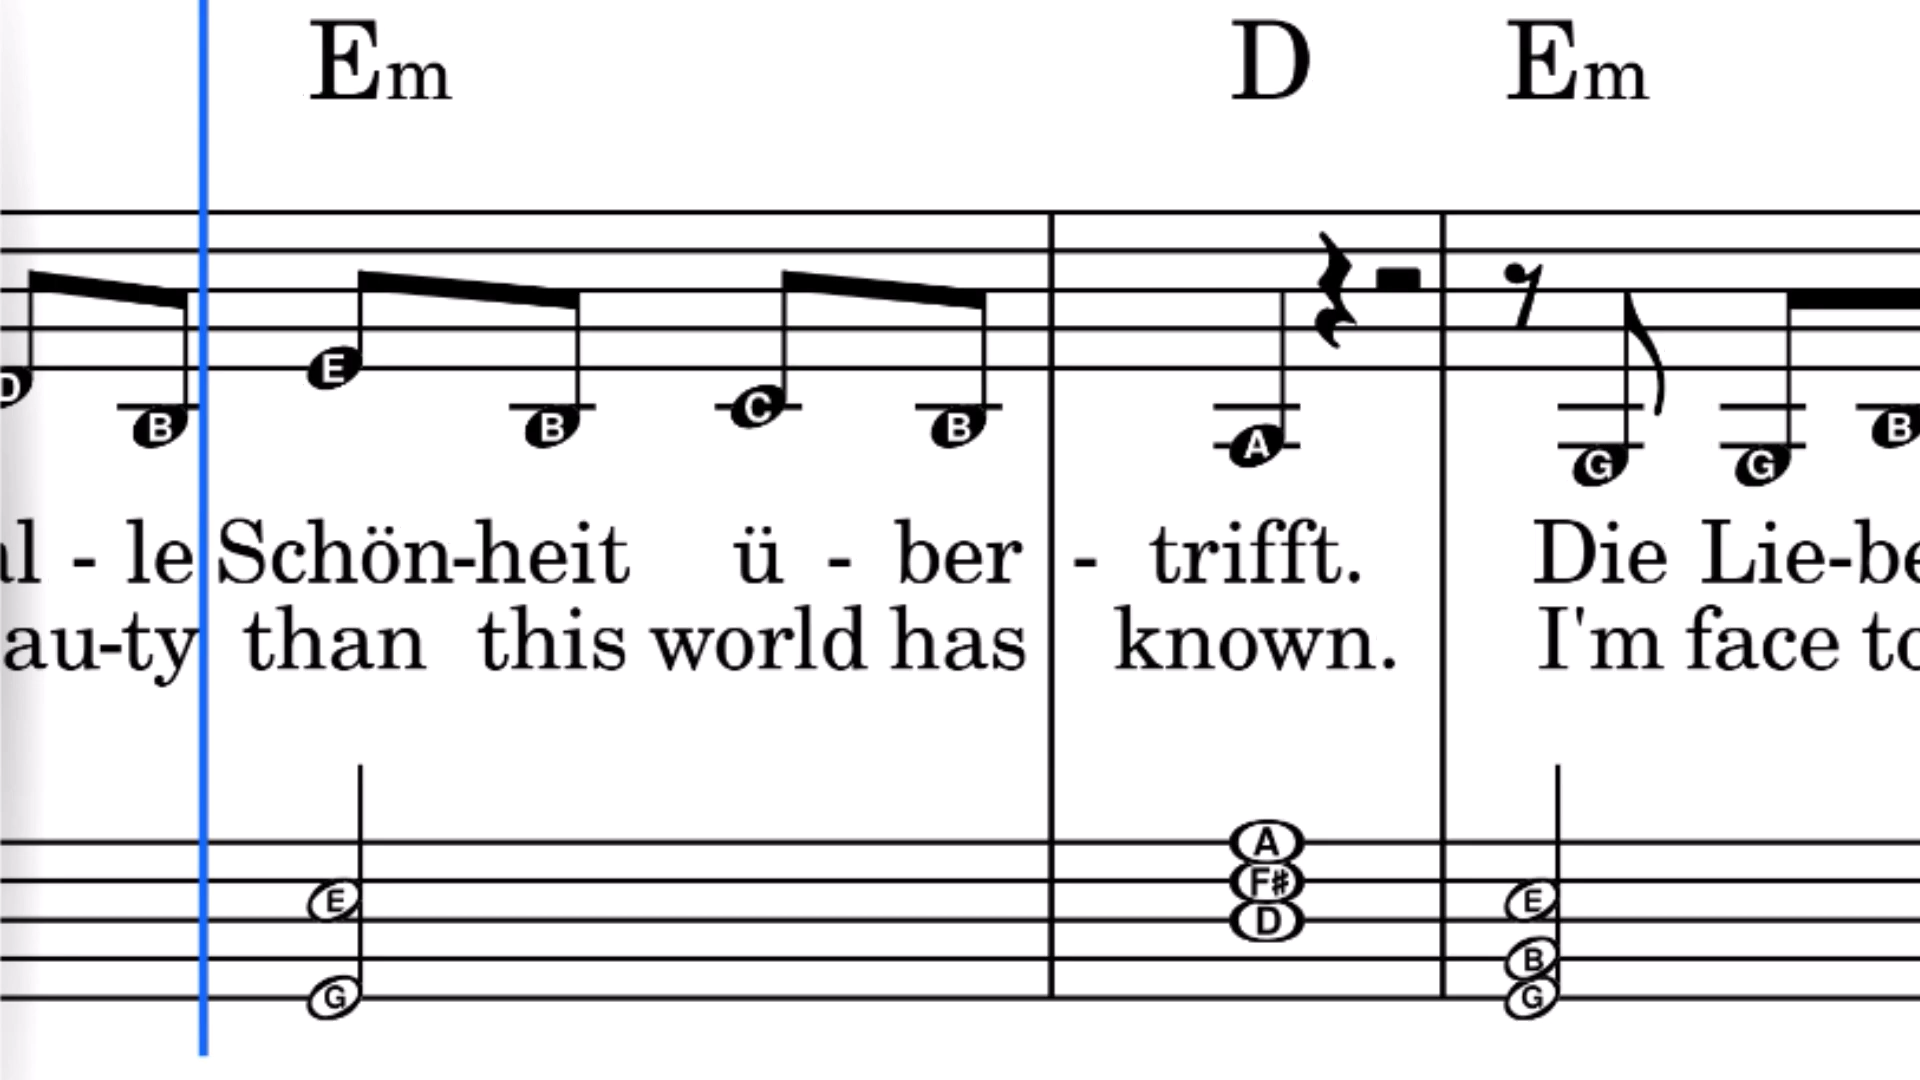 Em D Em
D B E B C B A G G B
al - le Schön-heit ü - ber - trifft. Die Lie-be
au-ty than this world has known. I'm face to
A
E F# E
D
B
G G